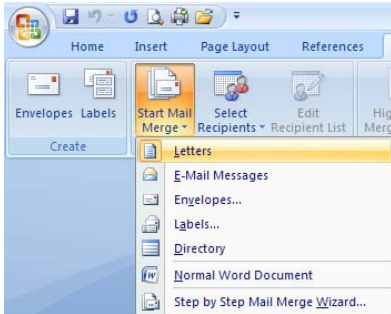 Home Insert Page Layout References
Envelopes Labels
Start Mail Merge
Select Recipients
Edit Recipient List
Create
Letters
E-Mail Messages
Envelopes...
Labels...
Directory
Normal Word Document
Step by Step Mail Merge Wizard...